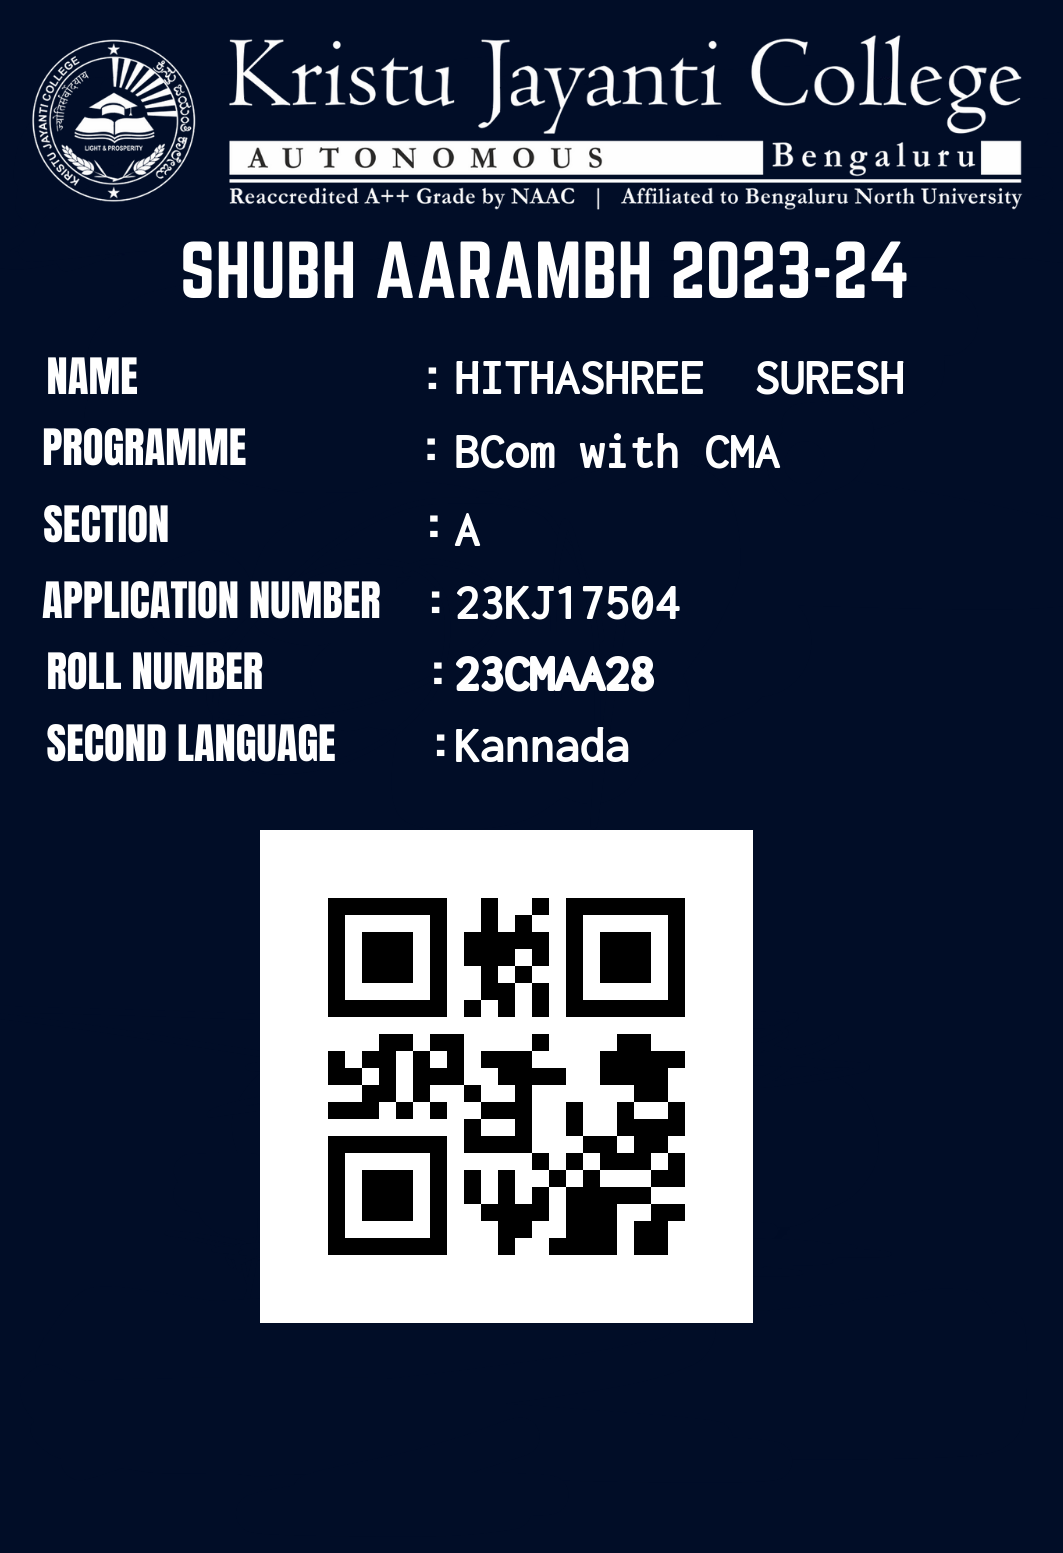 KRISTU JAYANTI COLLEGE
LIGHT & PROSPERITY
Kristu Jayanti College
AUTONOMOUS Bengaluru
Reaccredited A++ Grade by NAAC | Affiliated to Bengaluru North University
SHUBH AARAMBH 2023-24
NAME : HITHASHREE SURESH
PROGRAMME : BCom with CMA
SECTION : A
APPLICATION NUMBER : 23KJ17504
ROLL NUMBER : 23CMAA28
SECOND LANGUAGE : Kannada